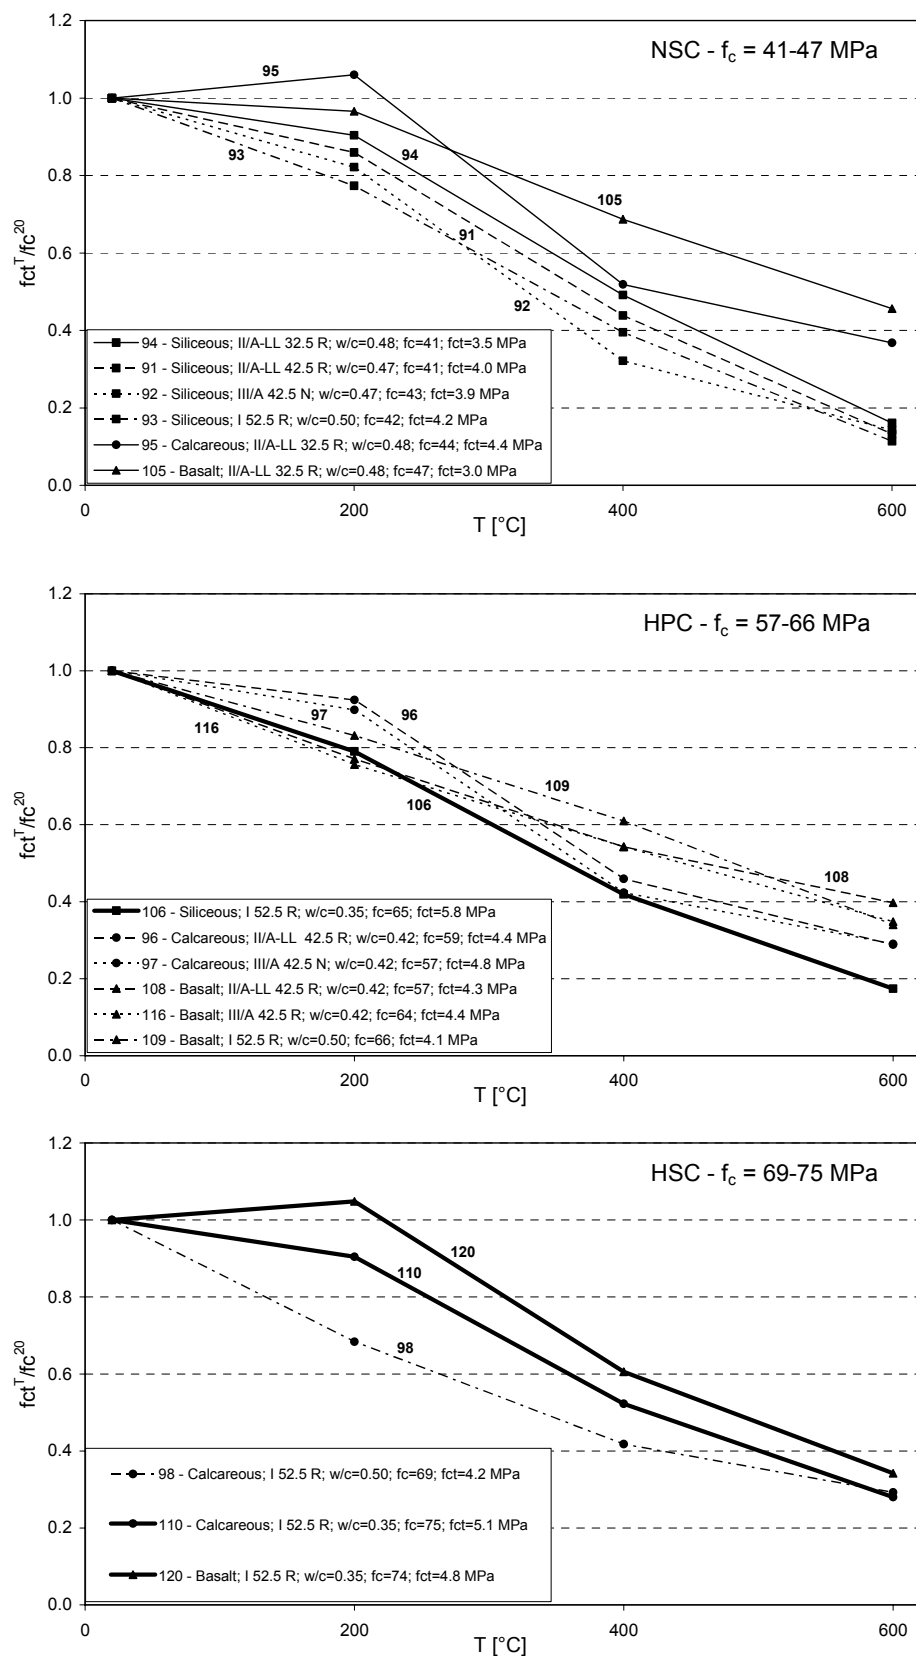 NSC - fc = 41-47 MPa
1.2
1.0
0.8
0.6
0.4
0.2
0.0
fctT/fc20
95
94
93
91
92
105
94 - Siliceous; II/A-LL 32.5 R; w/c=0.48; fc=41; fct=3.5 MPa
91 - Siliceous; II/A-LL 42.5 R; w/c=0.47; fc=41; fct=4.0 MPa
92 - Siliceous; III/A 42.5 N; w/c=0.47; fc=43; fct=3.9 MPa
93 - Siliceous; I 52.5 R; w/c=0.50; fc=42; fct=4.2 MPa
95 - Calcareous; II/A-LL 32.5 R; w/c=0.48; fc=44; fct=4.4 MPa
105 - Basalt; II/A-LL 32.5 R; w/c=0.48; fc=47; fct=3.0 MPa
0 200 400 600
T [°C]
HPC - fc = 57-66 MPa
1.2
1.0
0.8
0.6
0.4
0.2
0.0
fctT/fc20
116
97
96
106
109
108
106 - Siliceous; I 52.5 R; w/c=0.35; fc=65; fct=5.8 MPa
96 - Calcareous; II/A-LL 42.5 R; w/c=0.42; fc=59; fct=4.4 MPa
97 - Calcareous; III/A 42.5 N; w/c=0.42; fc=57; fct=4.8 MPa
108 - Basalt; II/A-LL 42.5 R; w/c=0.42; fc=57; fct=4.3 MPa
116 - Basalt; III/A 42.5 R; w/c=0.42; fc=64; fct=4.4 MPa
109 - Basalt; I 52.5 R; w/c=0.50; fc=66; fct=4.1 MPa
0 200 400 600
T [°C]
HSC - fc = 69-75 MPa
1.2
1.0
0.8
0.6
0.4
0.2
0.0
fctT/fc20
120
110
98
98 - Calcareous; I 52.5 R; w/c=0.50; fc=69; fct=4.2 MPa
110 - Calcareous; I 52.5 R; w/c=0.35; fc=75; fct=5.1 MPa
120 - Basalt; I 52.5 R; w/c=0.35; fc=74; fct=4.8 MPa
0 200 400 600
T [°C]